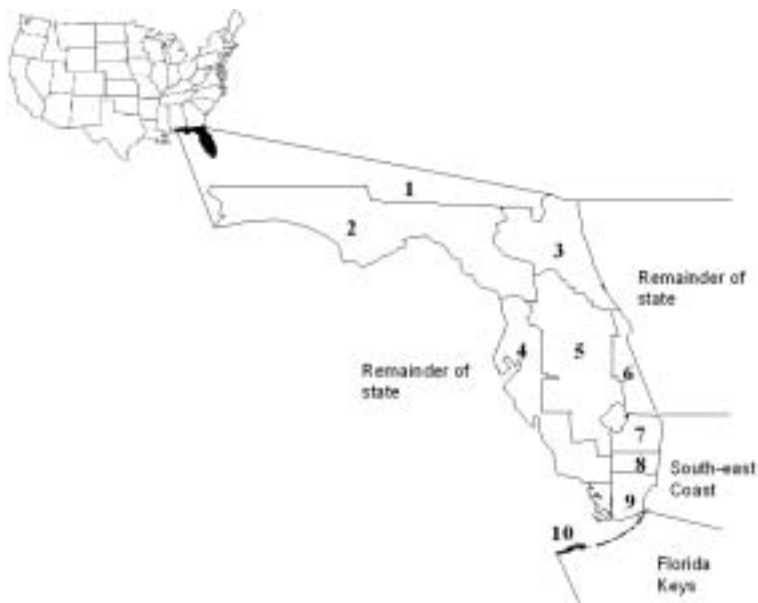 1
2
3
Remainder of
state
4
5
6
Remainder of
state
7
8
South-east
Coast
9
10
Florida
Keys